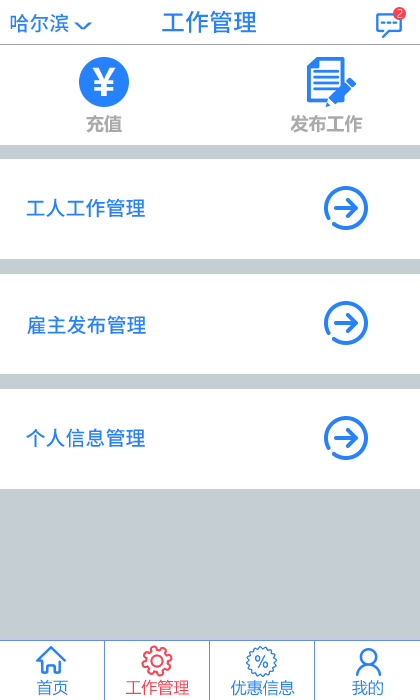 哈尔滨 工作管理 2
¥
充值 发布工作
工人工作管理
雇主发布管理
个人信息管理
%
首页 工作管理 优惠信息 我的